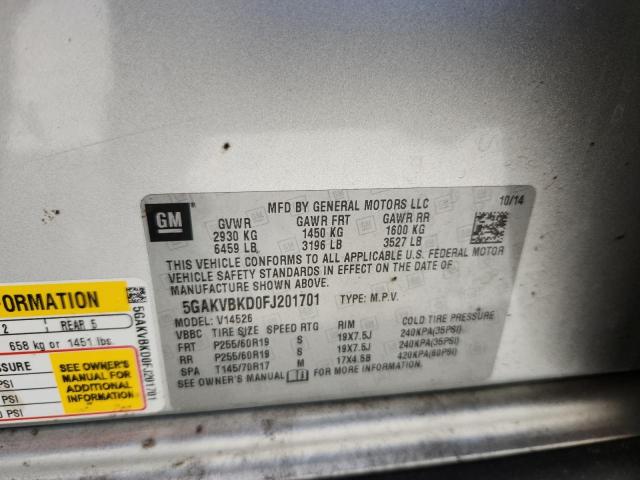 MFD BY GENERAL MOTORS LLC 10/14
GM
GVWR GAWR FRT GAWR RR
2930 KG 1450 KG 1600 KG
6459 LB 3196 LB 3527 LB
THIS VEHICLE CONFORMS TO ALL APPLICABLE U.S. FEDERAL MOTOR
VEHICLE SAFETY STANDARDS IN EFFECT ON THE DATE OF
MANUFACTURE SHOWN ABOVE.
5GAKVBKD0FJ201701 TYPE: M.P.V.
MODEL: V14526
VBBC TIRE SIZE SPEED RTG RIM COLD TIRE PRESSURE
FRT P255/60R19 S 19X7.5J 240KPA(35PSI)
RR P255/60R19 S 19X7.5J 240KPA(35PSI)
SPA T145/70R17 M 17X4.5B 420KPA(60PSI)
SEE OWNER'S MANUAL FOR MORE INFORMATION.
FORMATION
2 REAR 5
658 kg or 1451 lbs.
SSURE
PSI
PSI
PSI
SEE OWNER'S
MANUAL FOR
ADDITIONAL
INFORMATION
5GAKVBKD0FJ201701